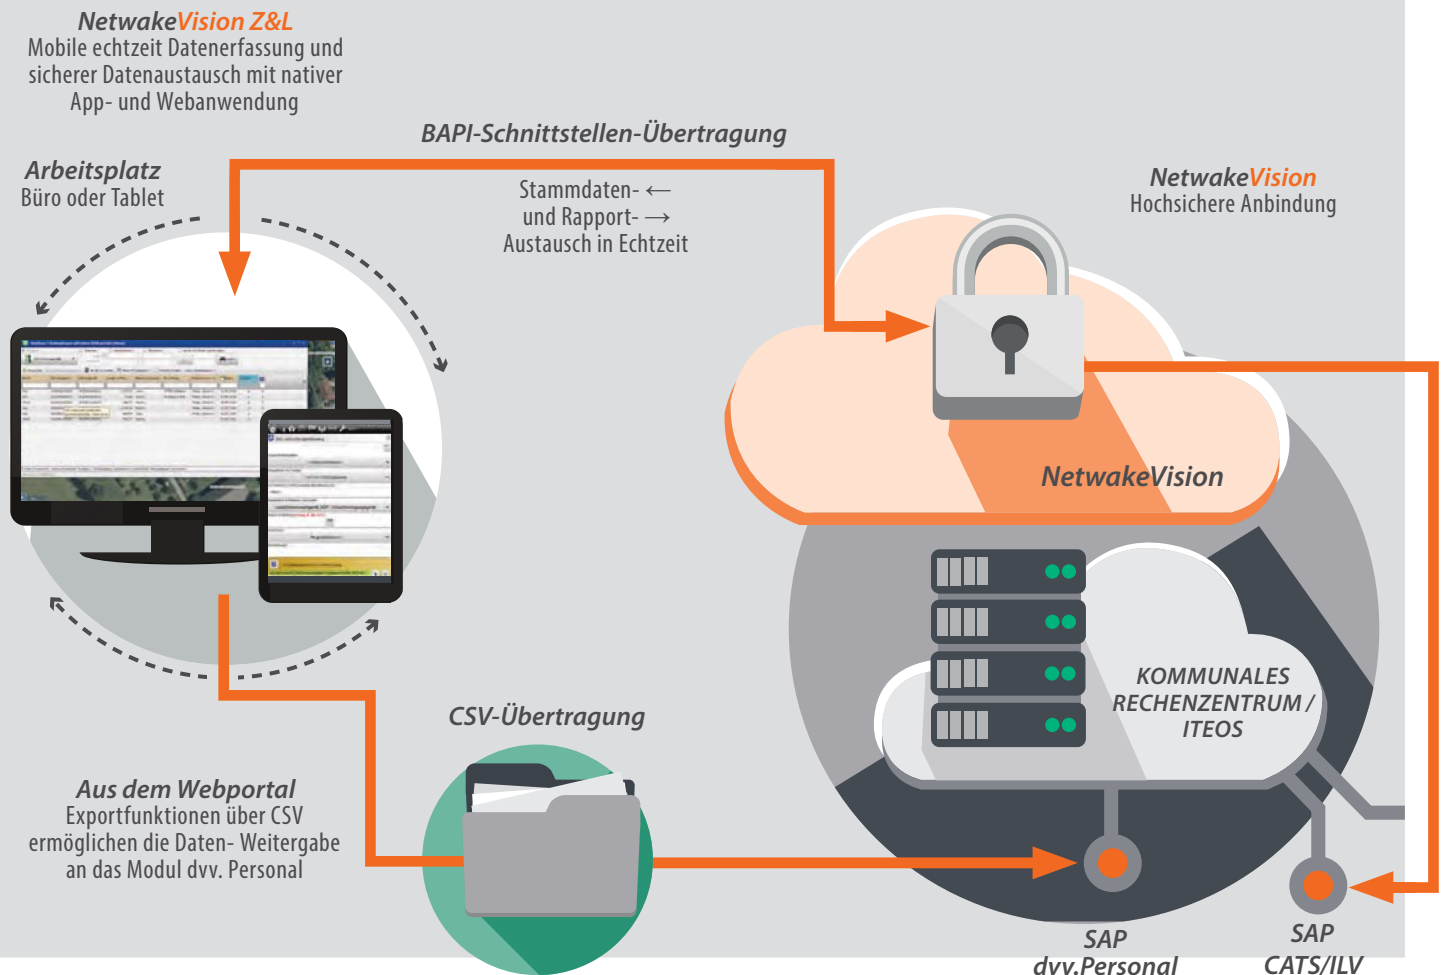 NetwakeVision Z&L
Mobile echtzeit Datenerfassung und
sicherer Datenaustausch mit nativer
App- und Webanwendung
BAPI-Schnittstellen-Übertragung
Arbeitsplatz
Büro oder Tablet
Stammdaten- ←
und Rapport- →
Austausch in Echtzeit
NetwakeVision
Hochsichere Anbindung
NetwakeVision
KOMMUNALES
RECHENZENTRUM /
ITEOS
CSV-Übertragung
Aus dem Webportal
Exportfunktionen über CSV
ermöglichen die Daten- Weitergabe
an das Modul dvv. Personal
SAP
dvv.Personal
SAP
CATS/ILV